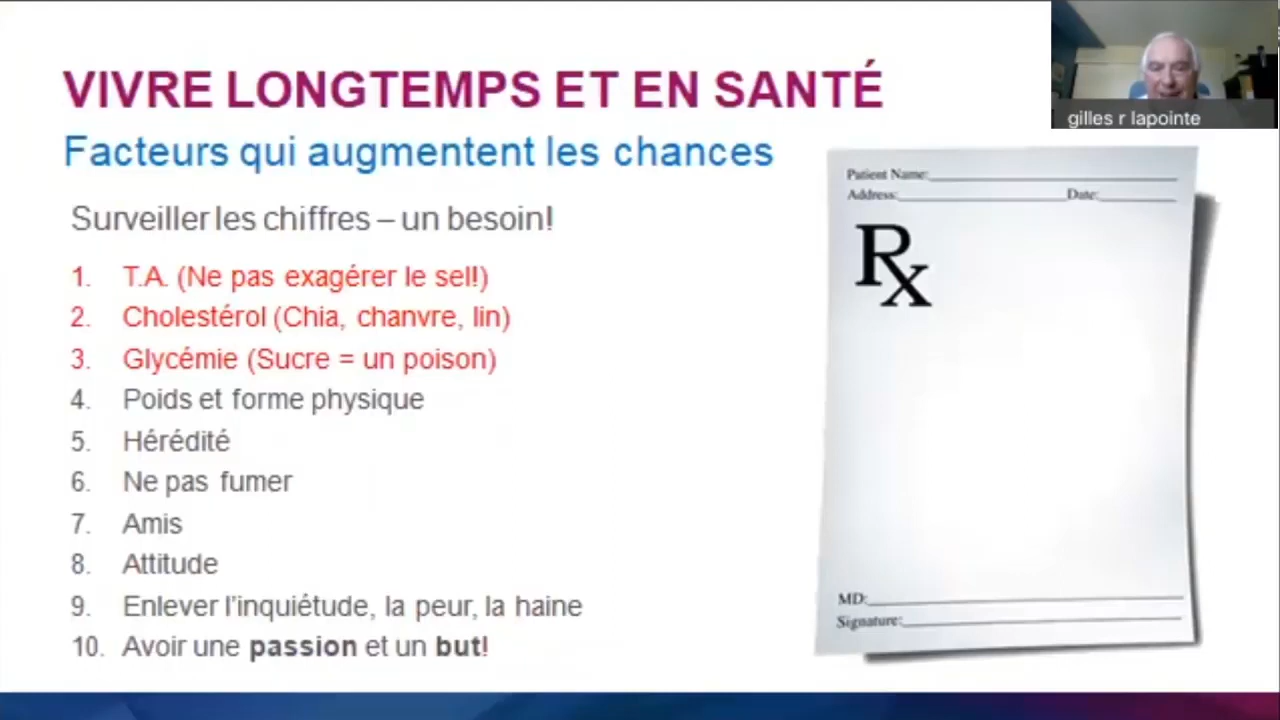 VIVRE LONGTEMPS ET EN SANTÉ
Facteurs qui augmentent les chances
Surveiller les chiffres – un besoin!
1. T.A. (Ne pas exagérer le sel!)
2. Cholestérol (Chia, chanvre, lin)
3. Glycémie (Sucre = un poison)
4. Poids et forme physique
5. Hérédité
6. Ne pas fumer
7. Amis
8. Attitude
9. Enlever l'inquiétude, la peur, la haine
10. Avoir une passion et un but!
gilles r lapointe
Patient Name:
Address: Date:
Rx
MD:
Signature: